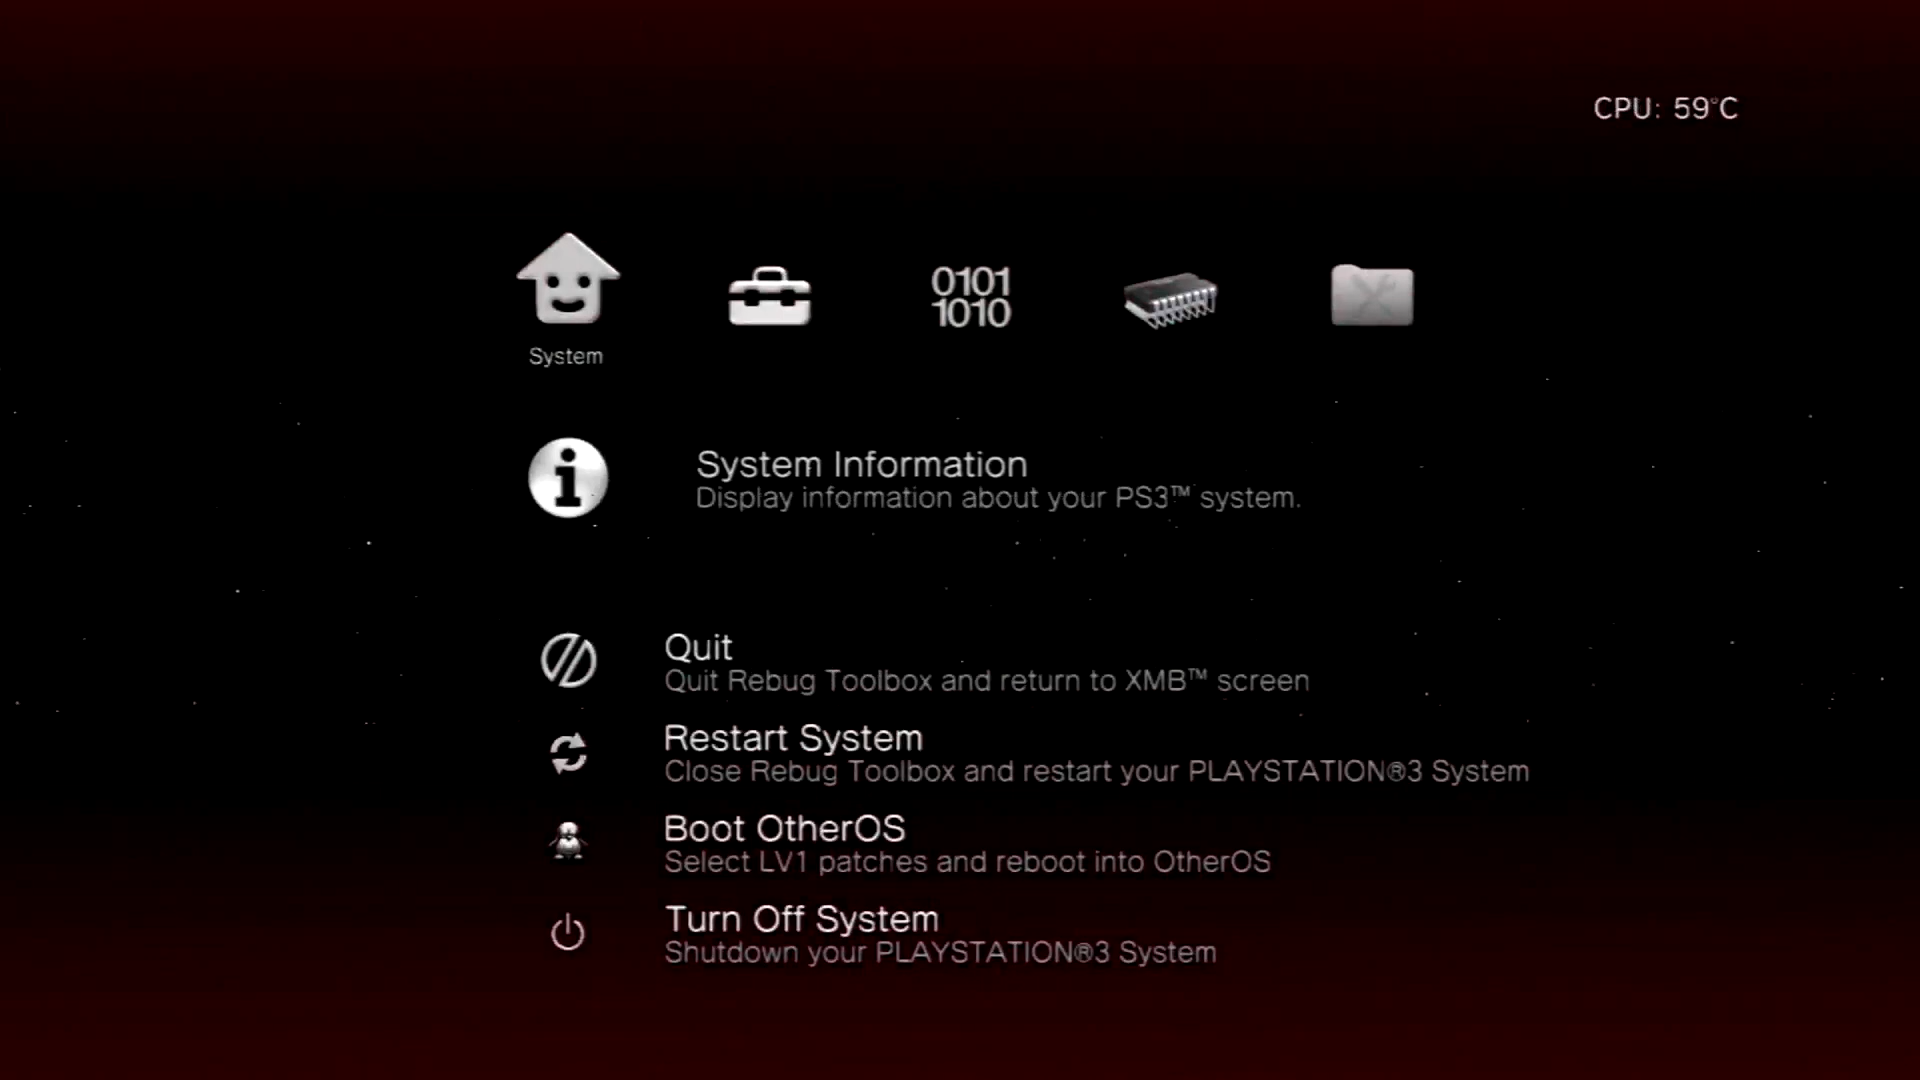 CPU: 59°C
0101
1010
System
System Information
Display information about your PS3™ system.
Quit
Quit Rebug Toolbox and return to XMB™ screen
Restart System
Close Rebug Toolbox and restart your PLAYSTATION®3 System
Boot OtherOS
Select LV1 patches and reboot into OtherOS
Turn Off System
Shutdown your PLAYSTATION®3 System